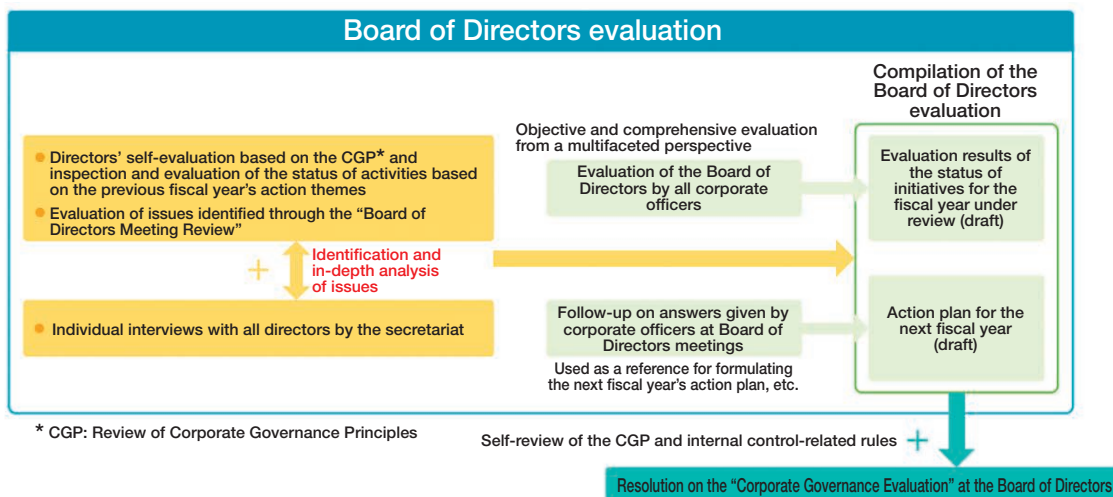 Board of Directors evaluation
Compilation of the
Board of Directors
evaluation
● Directors' self-evaluation based on the CGP* and
inspection and evaluation of the status of activities based
on the previous fiscal year's action themes
● Evaluation of issues identified through the “Board of
Directors Meeting Review”
+
Identification and
in-depth analysis
of issues
● Individual interviews with all directors by the secretariat
Objective and comprehensive evaluation
from a multifaceted perspective
Evaluation of the Board of
Directors by all corporate
officers
Evaluation results of
the status of
initiatives for the
fiscal year under
review (draft)
Follow-up on answers given by
corporate officers at Board of
Directors meetings
Used as a reference for formulating
the next fiscal year's action plan, etc.
Action plan for the
next fiscal year
(draft)
* CGP: Review of Corporate Governance Principles
Self-review of the CGP and internal control-related rules +
Resolution on the “Corporate Governance Evaluation” at the Board of Directors